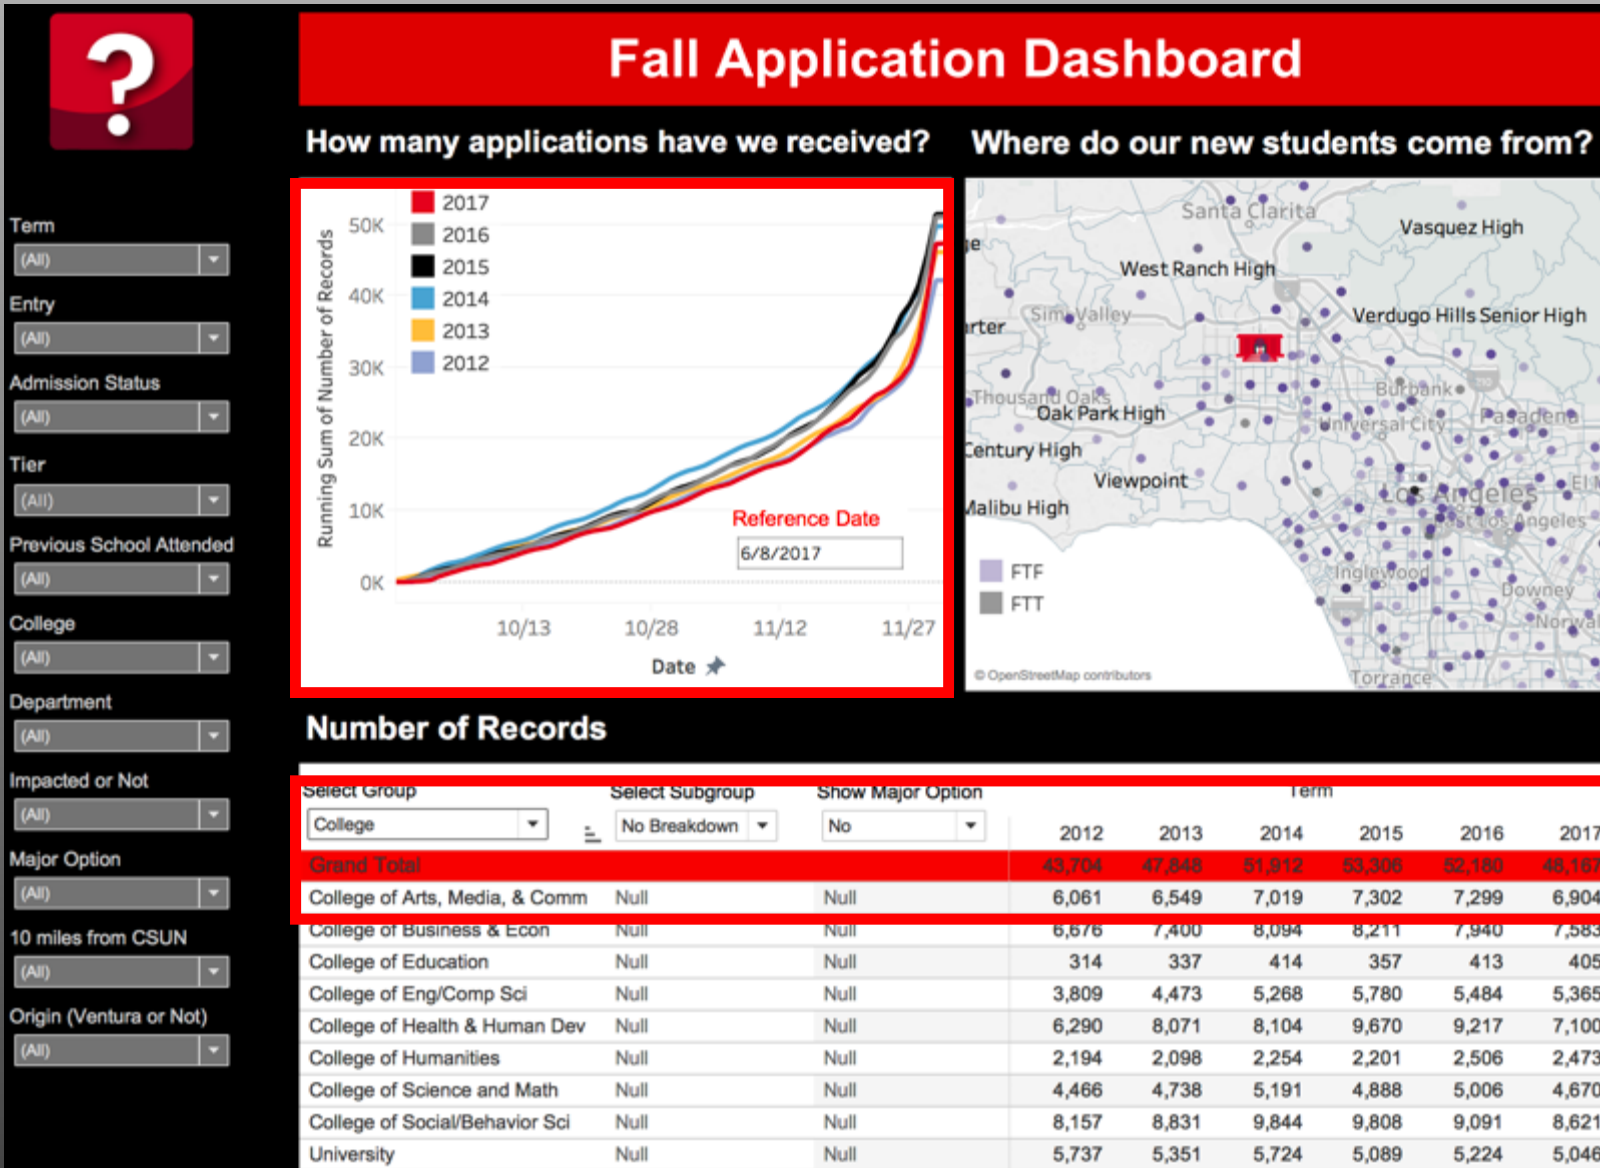 ?
Fall Application Dashboard
How many applications have we received?
Where do our new students come from?
Term
(All)
Entry
(All)
Admission Status
(All)
Tier
(All)
Previous School Attended
(All)
College
(All)
Department
(All)
Impacted or Not
(All)
Major Option
(All)
10 miles from CSUN
(All)
Origin (Ventura or Not)
(All)
Running Sum of Number of Records
50K
40K
30K
20K
10K
0K
2017
2016
2015
2014
2013
2012
Reference Date
6/8/2017
10/13 10/28 11/12 11/27
Date
Santa Clarita
Vasquez High
West Ranch High
Simi Valley
Verdugo Hills Senior High
Thousand Oaks
Burbank
Oak Park High
Universal City
Pasadena
Century High
Viewpoint
Los Angeles
East Los Angeles
Malibu High
FTF
FTT
Inglewood
Downey
Torrance
© OpenStreetMap contributors
Number of Records
Select Group Select Subgroup Show Major Option Term
College No Breakdown No 2012 2013 2014 2015 2016 2017
Grand Total 43,704 47,848 51,912 53,306 52,180 48,167
College of Arts, Media, & Comm Null Null 6,061 6,549 7,019 7,302 7,299 6,904
College of Business & Econ Null Null 6,676 7,400 8,094 8,211 7,940 7,583
College of Education Null Null 314 337 414 357 413 405
College of Eng/Comp Sci Null Null 3,809 4,473 5,268 5,780 5,484 5,365
College of Health & Human Dev Null Null 6,290 8,071 8,104 9,670 9,217 7,100
College of Humanities Null Null 2,194 2,098 2,254 2,201 2,506 2,473
College of Science and Math Null Null 4,466 4,738 5,191 4,888 5,006 4,670
College of Social/Behavior Sci Null Null 8,157 8,831 9,844 9,808 9,091 8,621
University Null Null 5,737 5,351 5,724 5,089 5,224 5,046